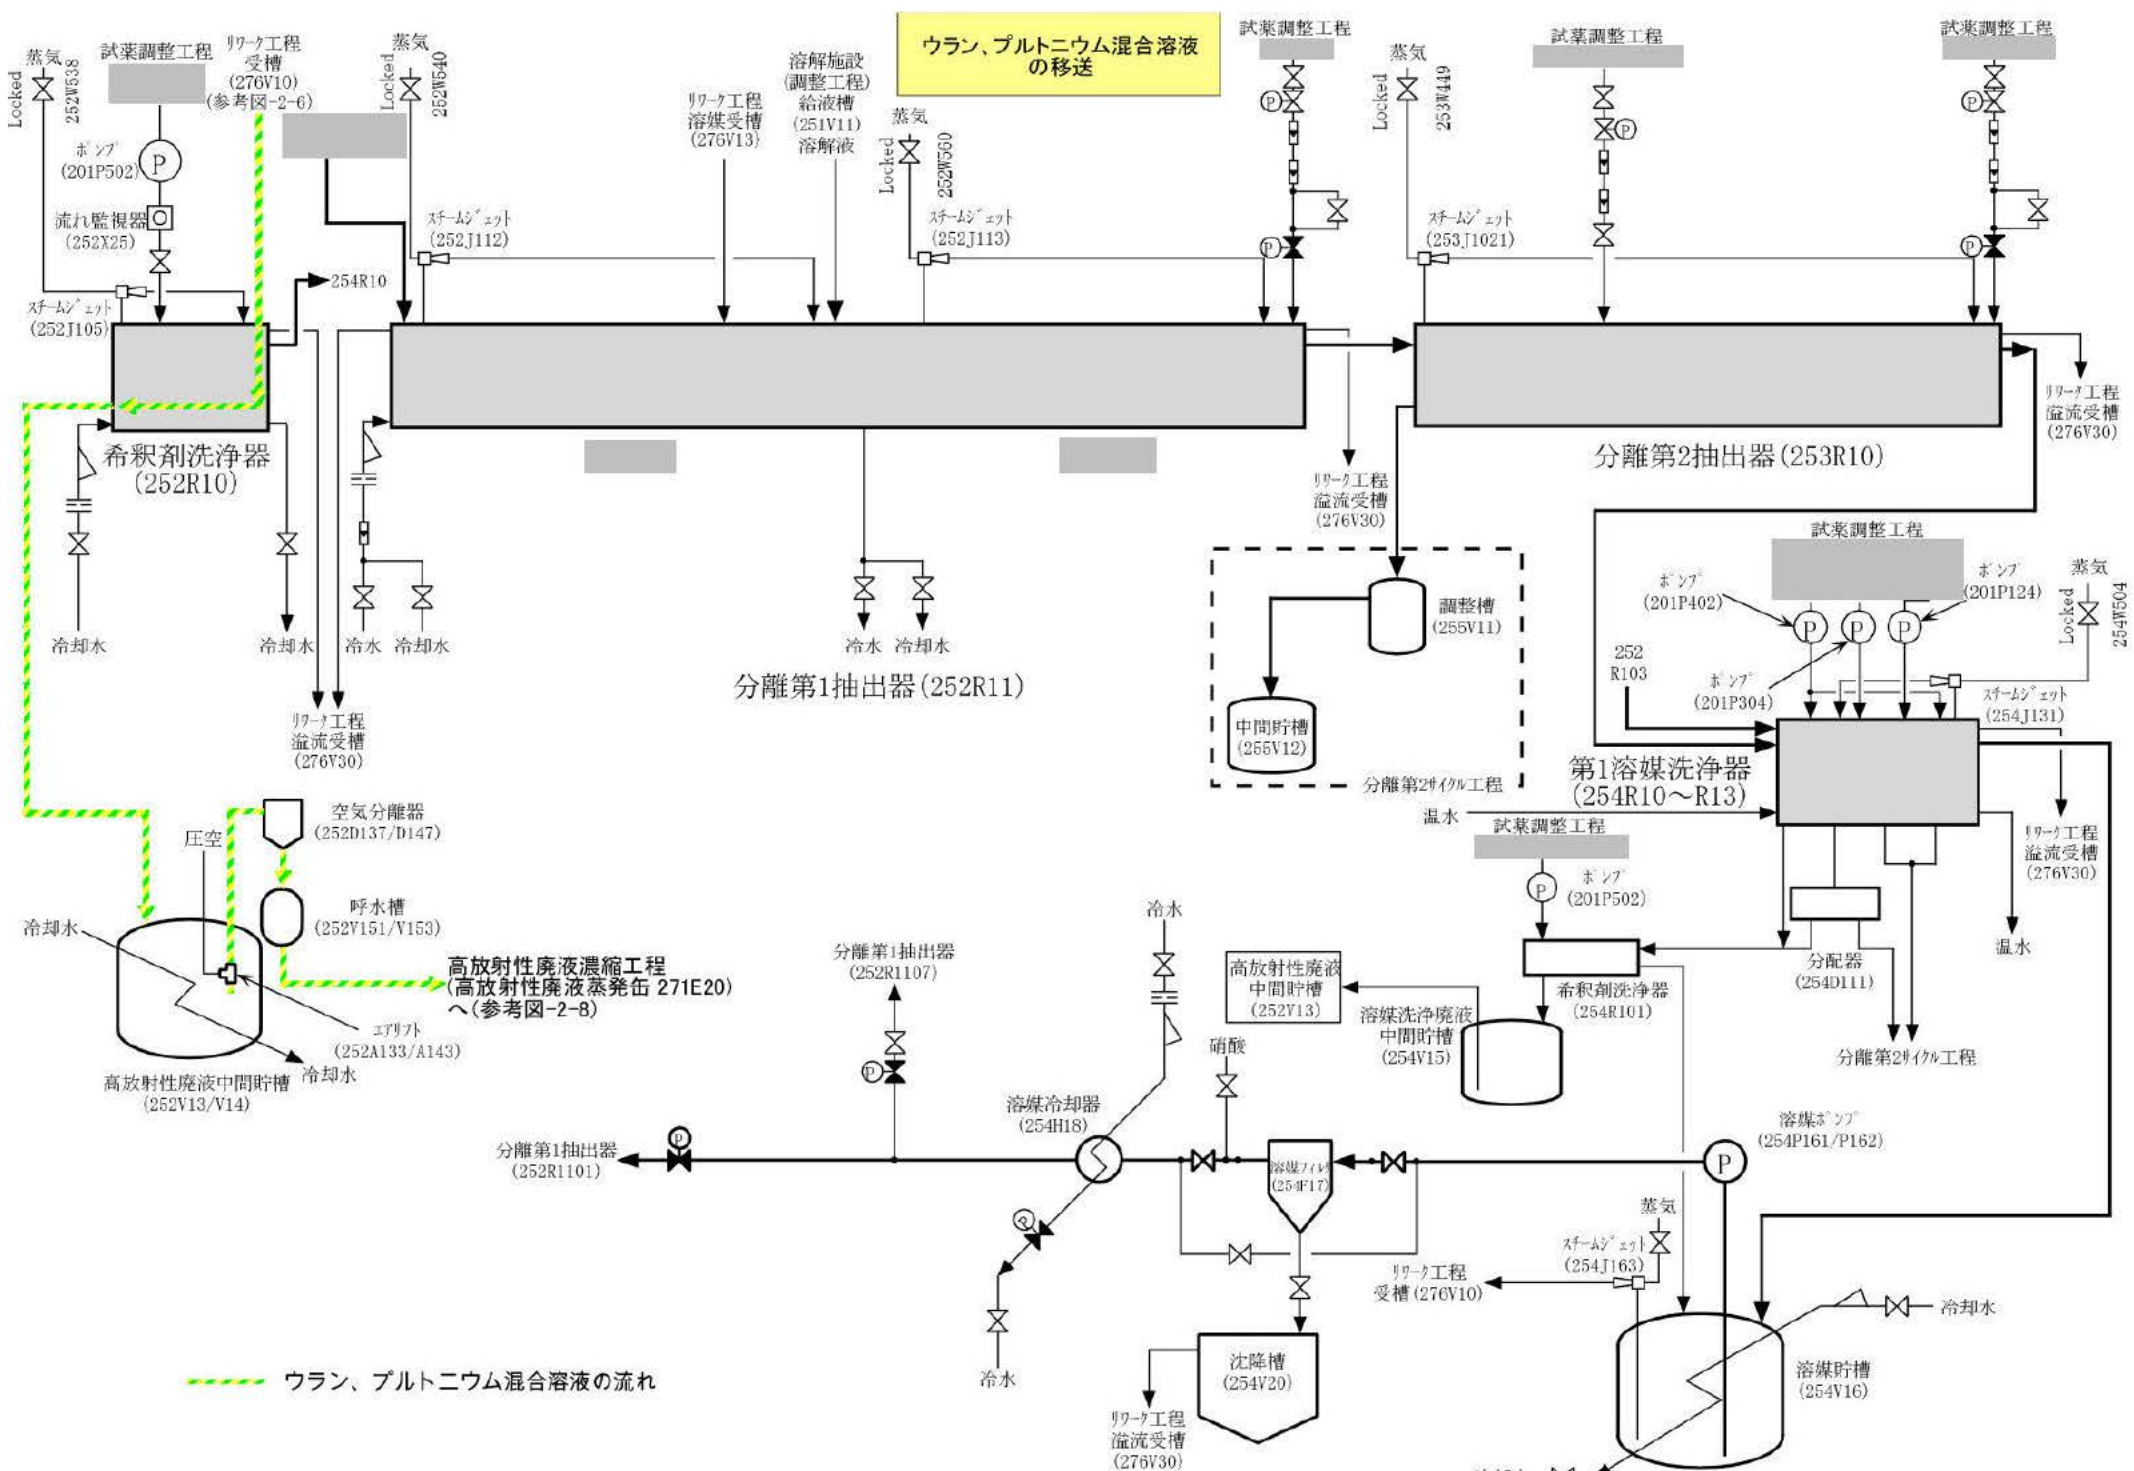 ウラン、プルトニウム混合溶液
の移送
蒸気
Locked
252W538
試薬調整工程
ﾘﾜｰｸ工程
受槽
(276V10)
(参考図-2-6)
ﾎﾟﾝﾌﾟ
(201P502)
P
流れ監視器
(252X25)
ｽﾁｰﾑｼﾞｪｯﾄ
(252J105)
254R10
希釈剤洗浄器
(252R10)
冷却水
冷却水
蒸気
Locked
252W540
ｽﾁｰﾑｼﾞｪｯﾄ
(252J112)
ﾘﾜｰｸ工程
溶媒受槽
(276V13)
溶解施設
(調整工程)
給液槽
(251V11)
溶解液
蒸気
Locked
252W560
ｽﾁｰﾑｼﾞｪｯﾄ
(252J113)
試薬調整工程
P
P
冷水
冷却水
冷水
冷却水
分離第1抽出器(252R11)
ﾘﾜｰｸ工程
溢流受槽
(276V30)
ﾘﾜｰｸ工程
溢流受槽
(276V30)
蒸気
Locked
253W449
ｽﾁｰﾑｼﾞｪｯﾄ
(253J1021)
試薬調整工程
P
試薬調整工程
P
P
ﾘﾜｰｸ工程
溢流受槽
(276V30)
分離第2抽出器(253R10)
調整槽
(255V11)
中間貯槽
(255V12)
分離第2ｻｲｸﾙ工程
試薬調整工程
ﾎﾟﾝﾌﾟ
(201P402)
ﾎﾟﾝﾌﾟ
(201P124)
蒸気
Locked
254W504
P
P
P
252
R103
ﾎﾟﾝﾌﾟ
(201P304)
ｽﾁｰﾑｼﾞｪｯﾄ
(254J131)
第1溶媒洗浄器
(254R10～R13)
温水
ﾘﾜｰｸ工程
溢流受槽
(276V30)
温水
試薬調整工程
P
ﾎﾟﾝﾌﾟ
(201P502)
分配器
(254D111)
希釈剤洗浄器
(254R101)
分離第2ｻｲｸﾙ工程
高放射性廃液
中間貯槽
(252V13)
溶媒洗浄廃液
中間貯槽
(254V15)
空気分離器
(252D137/D147)
圧空
呼水槽
(252V151/V153)
冷却水
高放射性廃液濃縮工程
(高放射性廃液蒸発缶 271E20)
へ(参考図-2-8)
ｴｱﾘﾌﾄ
(252A133/A143)
冷却水
高放射性廃液中間貯槽
(252V13/V14)
分離第1抽出器
(252R1107)
P
冷水
硝酸
溶媒冷却器
(254H18)
分離第1抽出器
(252R1101)
P
溶媒ﾌｨﾙﾀ
(254F17)
溶媒ﾎﾟﾝﾌﾟ
(254P161/P162)
P
P
冷水
蒸気
ｽﾁｰﾑｼﾞｪｯﾄ
(254J163)
ﾘﾜｰｸ工程
受槽(276V10)
冷却水
溶媒貯槽
(254V16)
沈降槽
(254V20)
ﾘﾜｰｸ工程
溢流受槽
(276V30)
ウラン、プルトニウム混合溶液の流れ